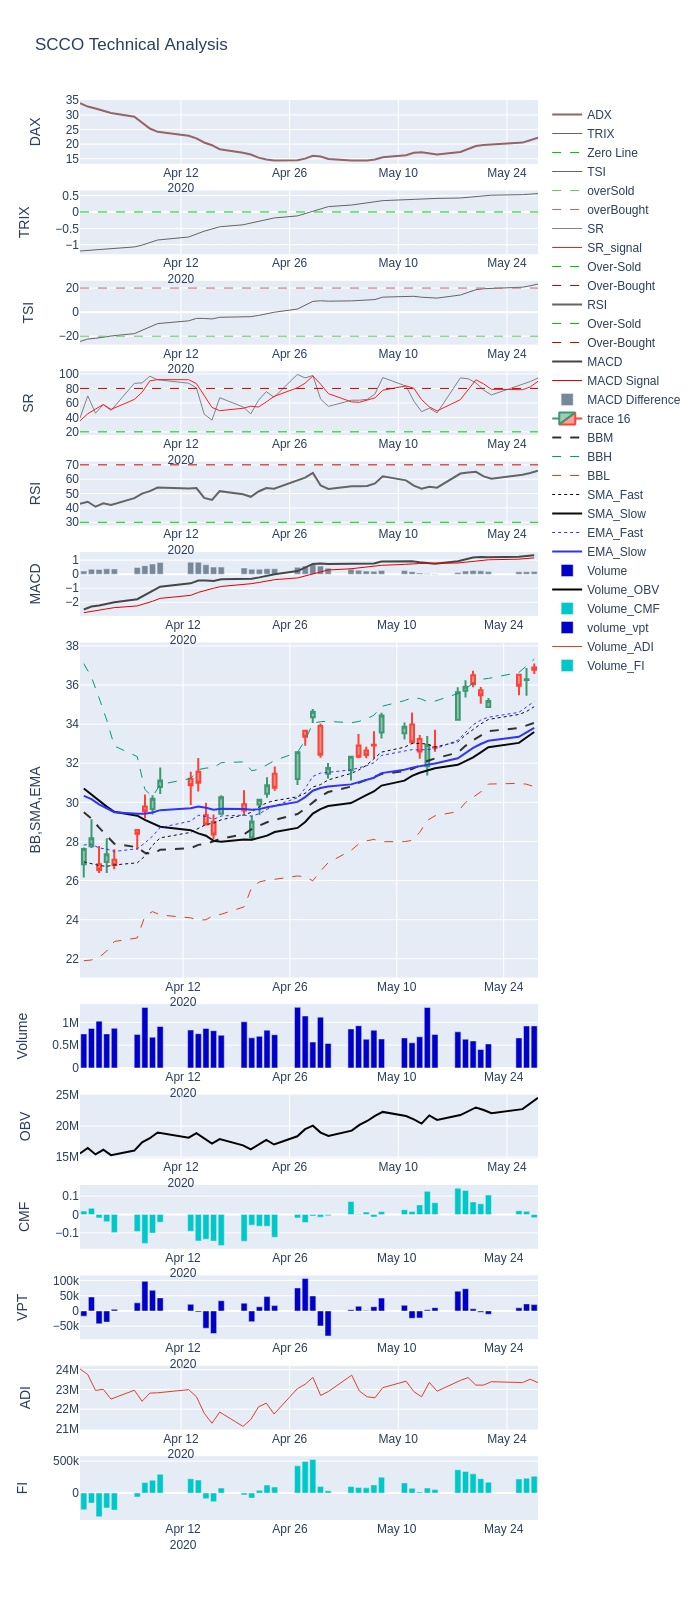 SCCO Technical Analysis
DAX
35
30
25
20
15
Apr 12
2020
Apr 26
May 10
May 24
TRIX
0.5
0
−0.5
−1
Apr 12
2020
Apr 26
May 10
May 24
TSI
20
0
−20
Apr 12
2020
Apr 26
May 10
May 24
SR
100
80
60
40
20
Apr 12
2020
Apr 26
May 10
May 24
RSI
70
60
50
40
30
Apr 12
2020
Apr 26
May 10
May 24
MACD
1
0
−1
−2
Apr 12
2020
Apr 26
May 10
May 24
BB,SMA,EMA
38
36
34
32
30
28
26
24
22
Apr 12
2020
Apr 26
May 10
May 24
Volume
1M
0.5M
0
Apr 12
2020
Apr 26
May 10
May 24
OBV
25M
20M
15M
Apr 12
2020
Apr 26
May 10
May 24
CMF
0.1
0
−0.1
Apr 12
2020
Apr 26
May 10
May 24
VPT
100k
50k
0
−50k
Apr 12
2020
Apr 26
May 10
May 24
ADI
24M
23M
22M
21M
Apr 12
2020
Apr 26
May 10
May 24
FI
500k
0
Apr 12
2020
Apr 26
May 10
May 24
ADX
TRIX
Zero Line
TSI
overSold
overBought
SR
SR_signal
Over-Sold
Over-Bought
RSI
Over-Sold
Over-Bought
MACD
MACD Signal
MACD Difference
trace 16
BBM
BBH
BBL
SMA_Fast
SMA_Slow
EMA_Fast
EMA_Slow
Volume
Volume_OBV
Volume_CMF
volume_vpt
Volume_ADI
Volume_FI